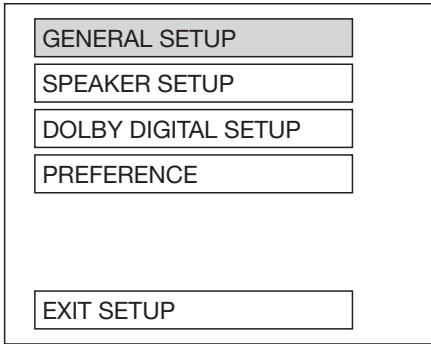 GENERAL SETUP
SPEAKER SETUP
DOLBY DIGITAL SETUP
PREFERENCE
EXIT SETUP